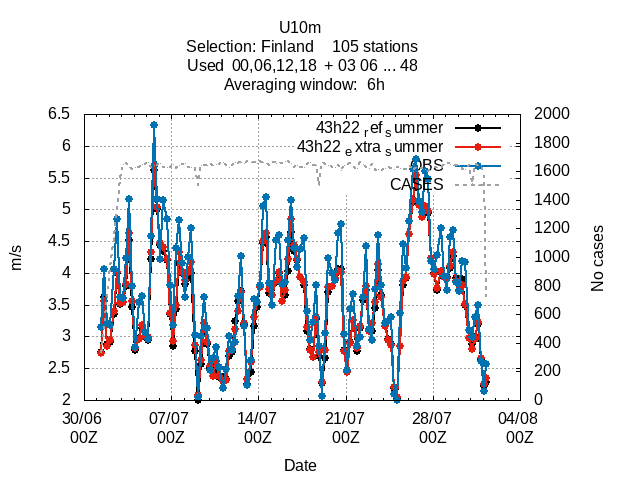 U10m
Selection: Finland    105 stations
Used  00,06,12,18  + 03 06 ... 48
Averaging window:  6h
6.5
6
5.5
5
4.5
4
3.5
3
2.5
2
m/s
2000
1800
1600
1400
1200
1000
800
600
400
200
0
No cases
43h22 ref summer
43h22 extra summer
OBS
CASES
30/06 07/07 14/07 21/07 28/07 04/08
00Z 00Z 00Z 00Z 00Z 00Z
Date